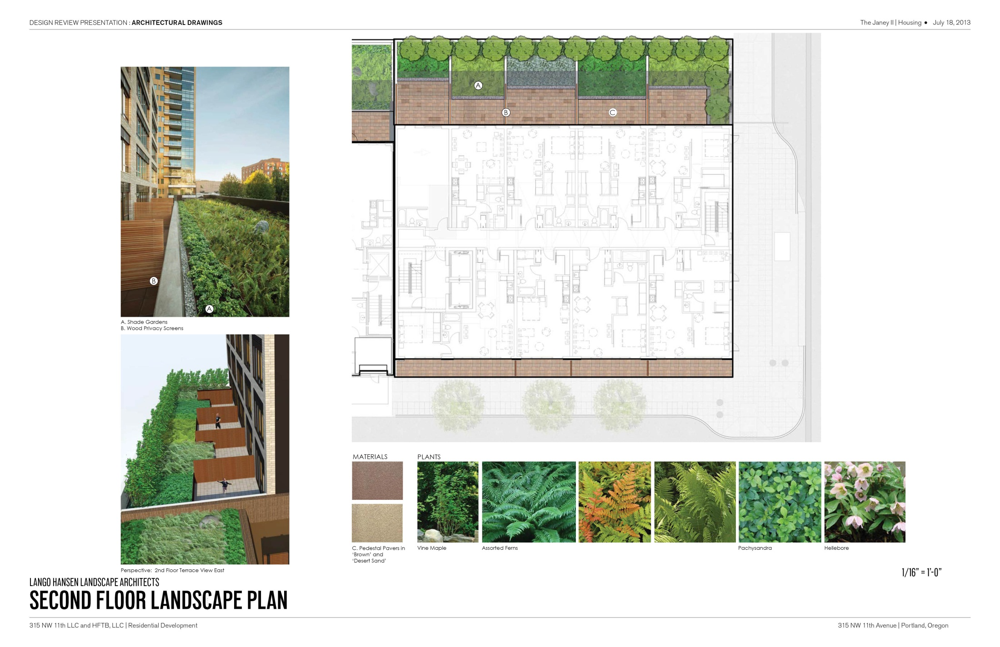 DESIGN REVIEW PRESENTATION : ARCHITECTURAL DRAWINGS
The Janey II | Housing ● July 18, 2013
A
B
C
B
A
A. Shade Gardens
B. Wood Privacy Screens
MATERIALS
PLANTS
C. Pedestal Pavers in
‘Brown’ and
‘Desert Sand’
Vine Maple
Assorted Ferns
Pachysandra
Hellebore
Perspective: 2nd Floor Terrace View East
1/16” = 1’-0”
LANGO HANSEN LANDSCAPE ARCHITECTS
SECOND FLOOR LANDSCAPE PLAN
315 NW 11th LLC and HFTB, LLC | Residential Development
315 NW 11th Avenue | Portland, Oregon